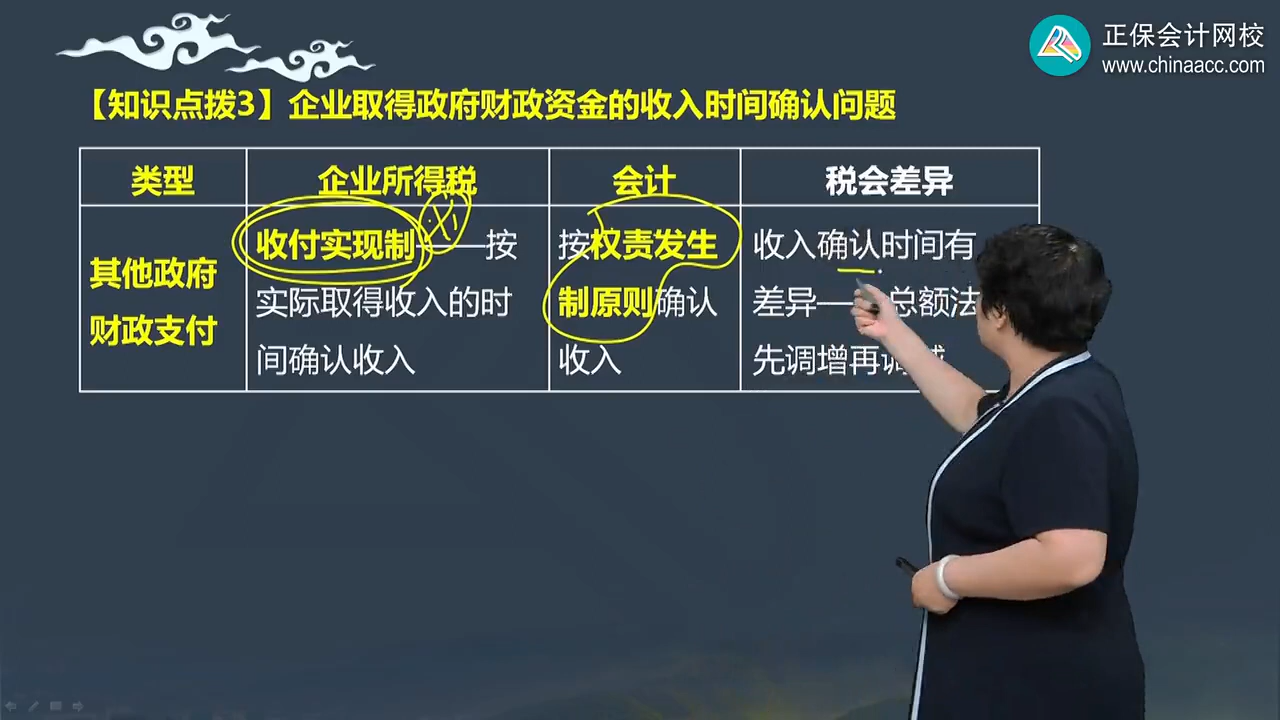 正保会计网校
www.chinaacc.com
【知识点拨3】企业取得政府财政资金的收入时间确认问题
类型
企业所得税
会计
税会差异
其他政府
财政支付
收付实现制——按
实际取得收入的时
间确认收入
按权责发生
制原则确认
收入
收入确认时间有
差异—总额法
先调增再调